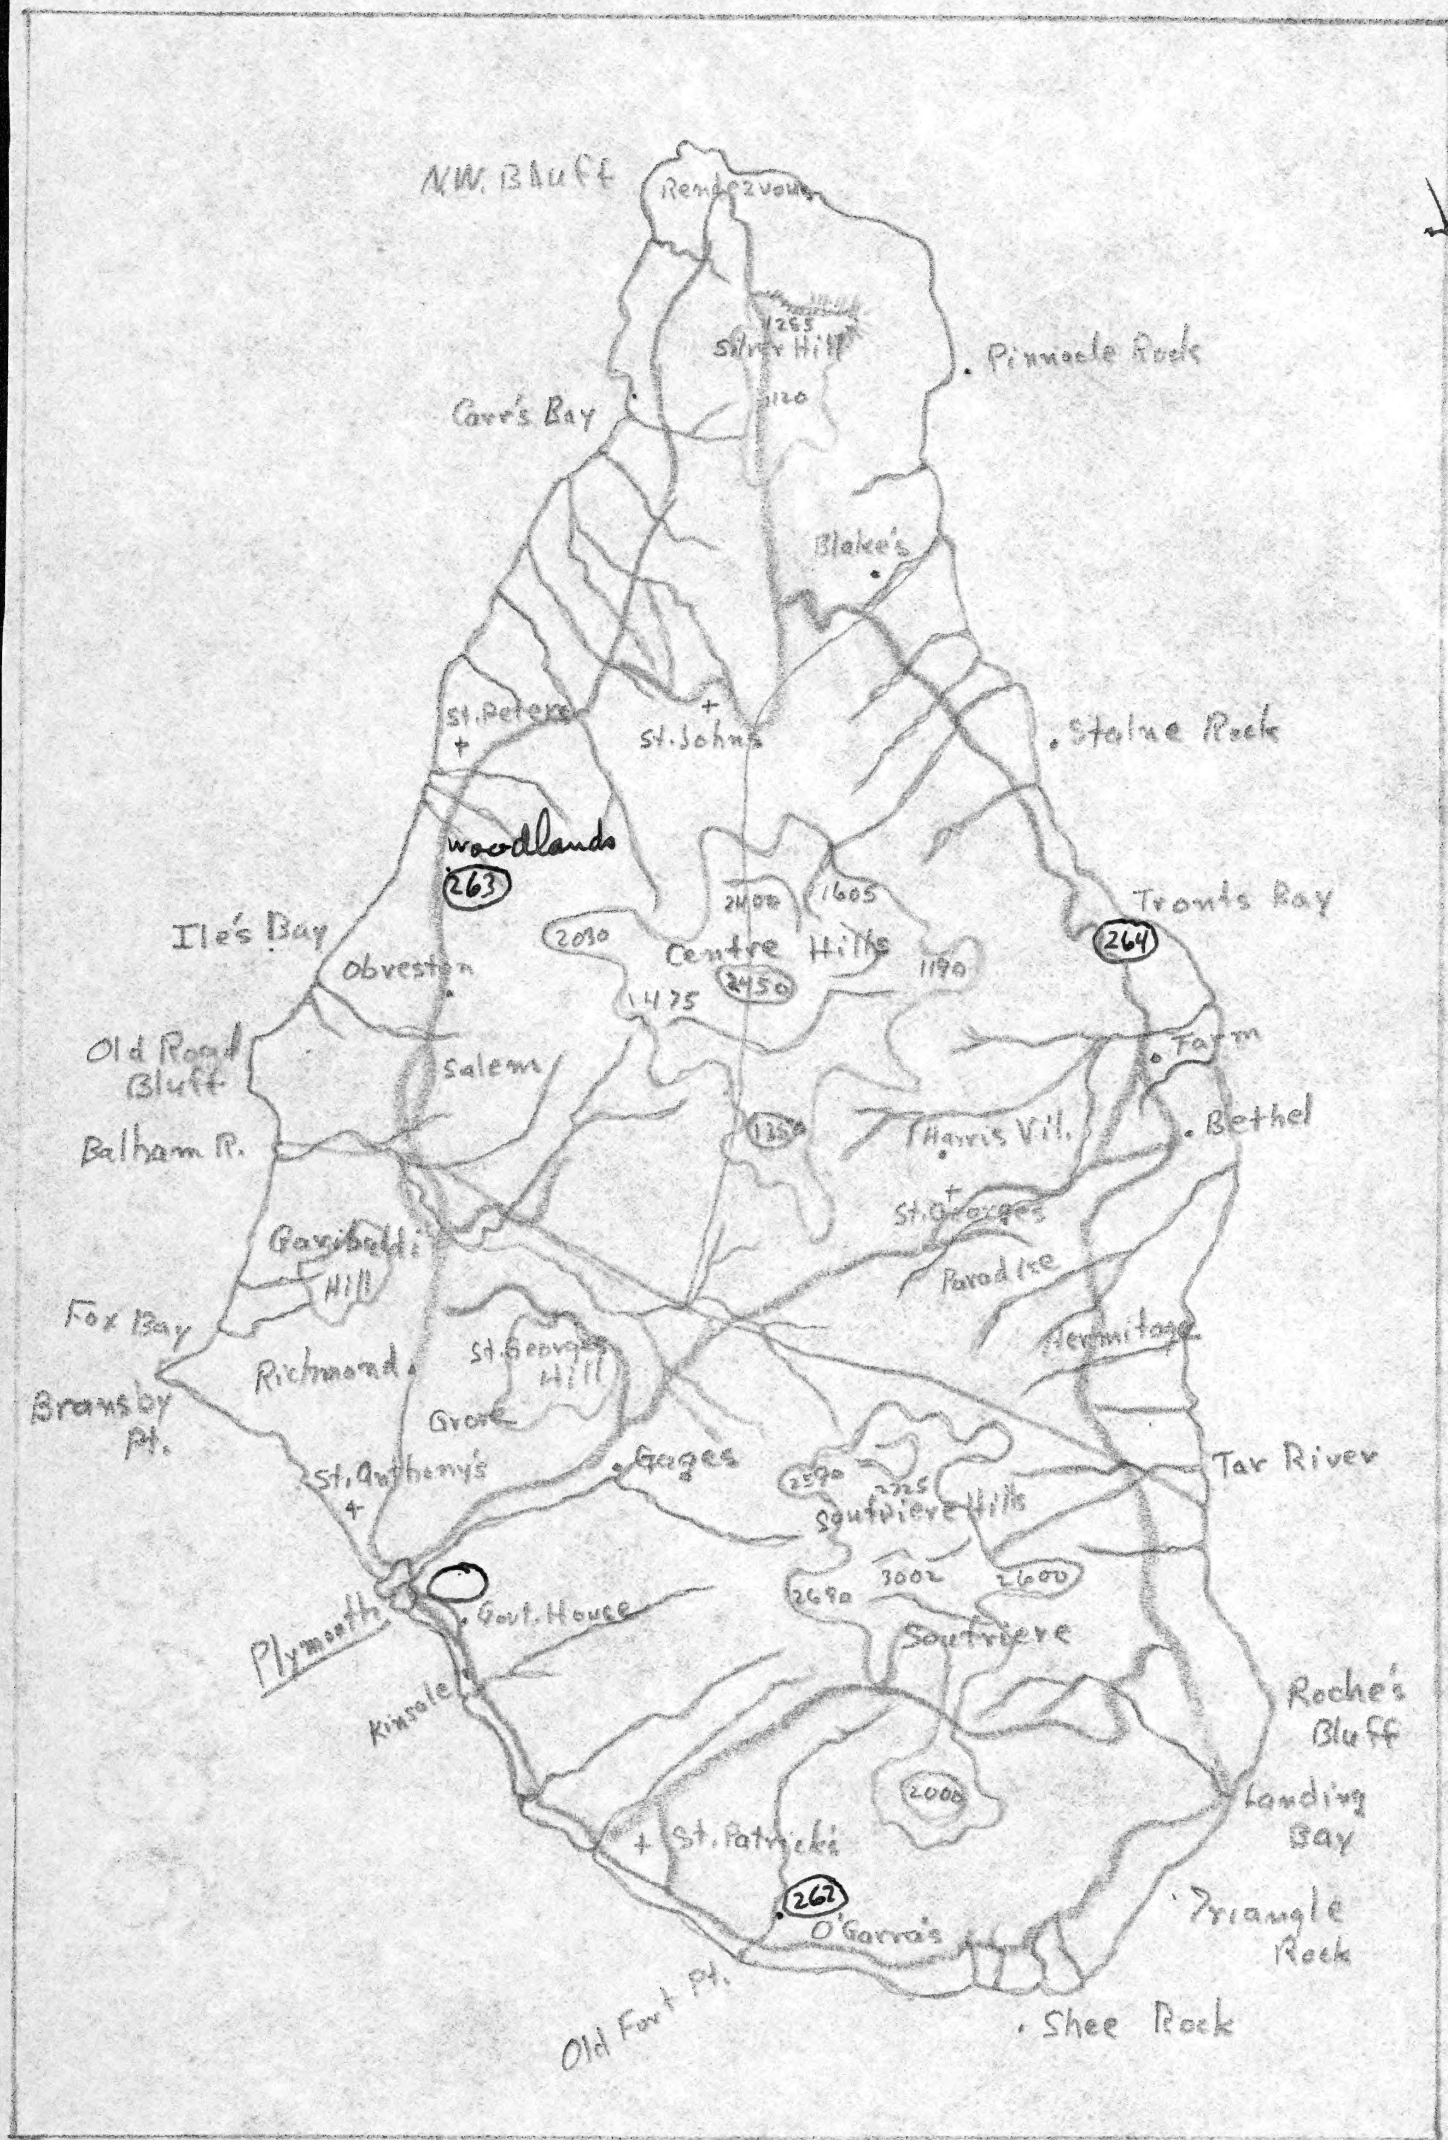 N.W. Bluff
Rendezvous
1255
Silver Hill
Pinnacle Rock
1120
Carr's Bay
Blake's
St. Peters
St. Johns
Statue Rock
woodlands
263
2400
1605
Tronts Bay
264
2030
Centre Hills
Ile's Bay
Obveston
1190
2450
1475
Old Road
Bluff
Salem
Farm
Bethel
Harris Vil.
Balham R.
St. Georges
Garibaldi
Hill
Paradise
Fox Bay
Hermitage
St. Georges
Hill
Richmond
Bransby
Pt.
Grove
Gages
St. Anthony's
Tar River
2590
2725
Soufriere Hills
3002
2600
2690
Govt. House
Soufriere
Plymouth
Kinsale
Roche's
Bluff
2000
Landing
Bay
St. Patrick's
262
O'Garra's
Triangle
Rock
Old Fort Pt.
Shee Rock